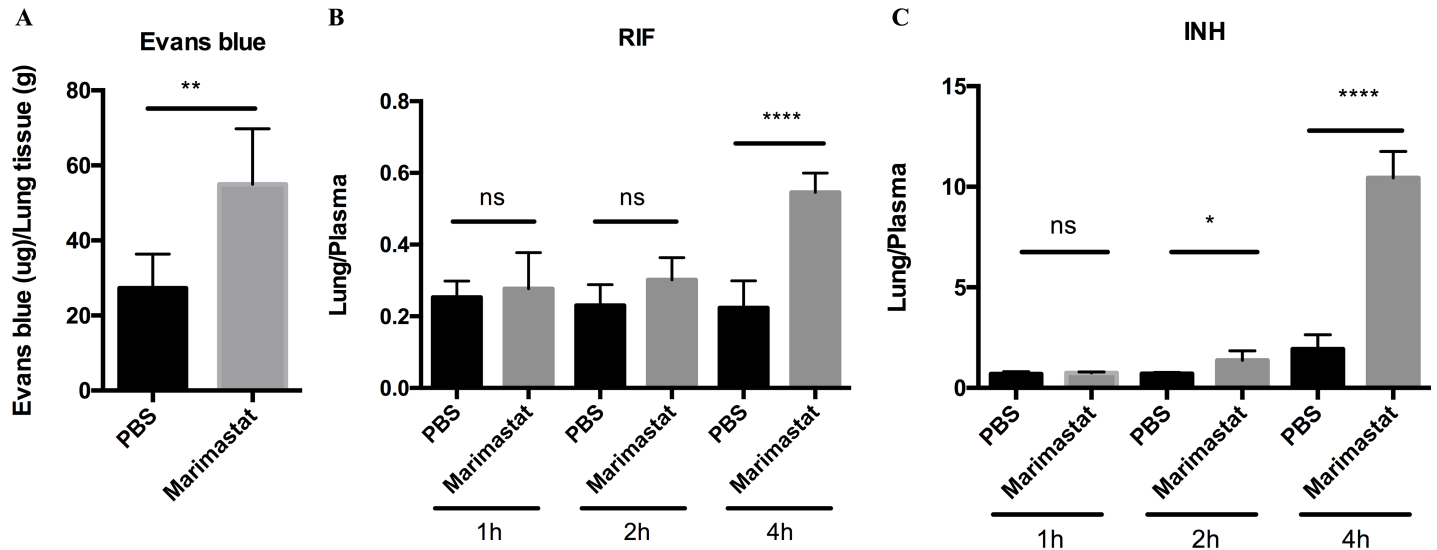 A
Evans blue
Evans blue (ug)/Lung tissue (g)
80
60
40
20
0
**
PBS
Marimastat
B
RIF
Lung/Plasma
0.8
0.6
0.4
0.2
0.0
ns
ns
****
PBS
Marimastat
PBS
Marimastat
PBS
Marimastat
1h
2h
4h
C
INH
Lung/Plasma
15
10
5
0
ns
*
****
PBS
Marimastat
PBS
Marimastat
PBS
Marimastat
1h
2h
4h